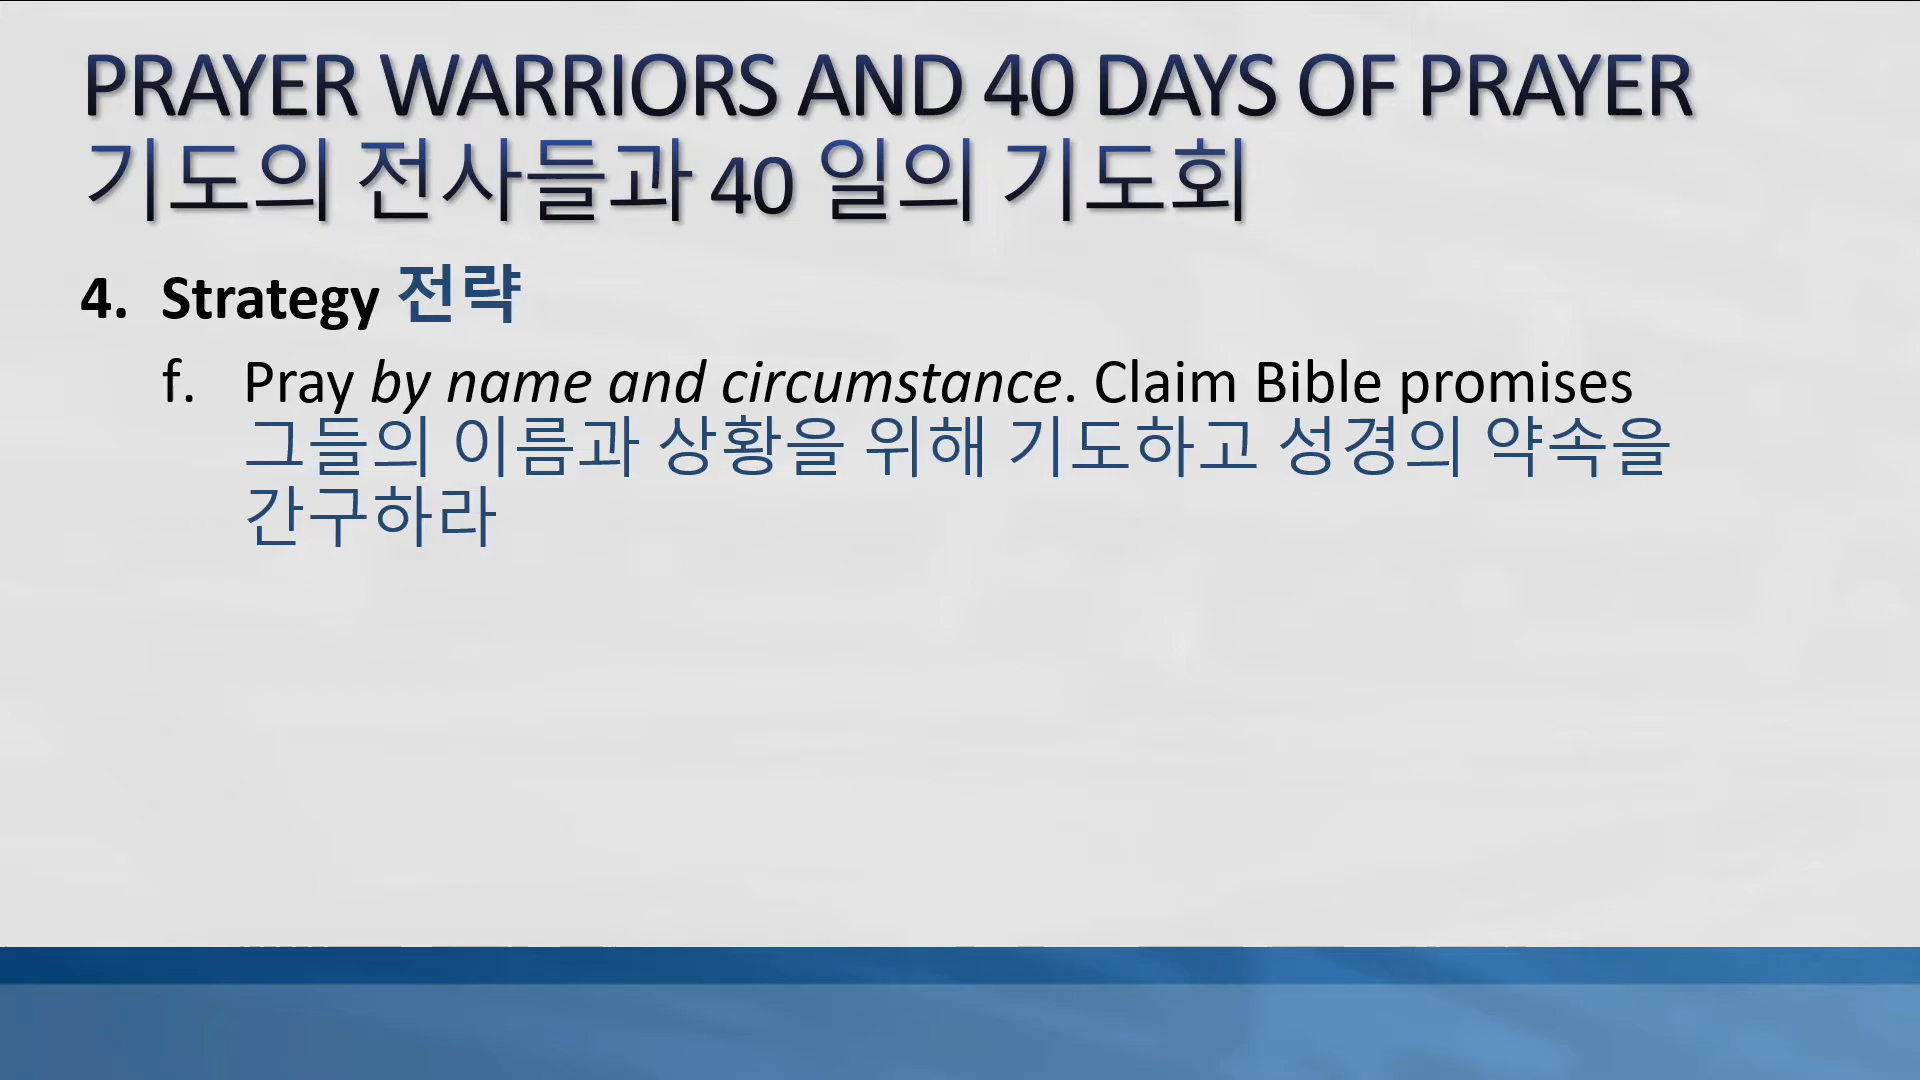 PRAYER WARRIORS AND 40 DAYS OF PRAYER
기도의 전사들과 40 일의 기도회
4. Strategy 전략
f. Pray by name and circumstance. Claim Bible promises
그들의 이름과 상황을 위해 기도하고 성경의 약속을
간구하라